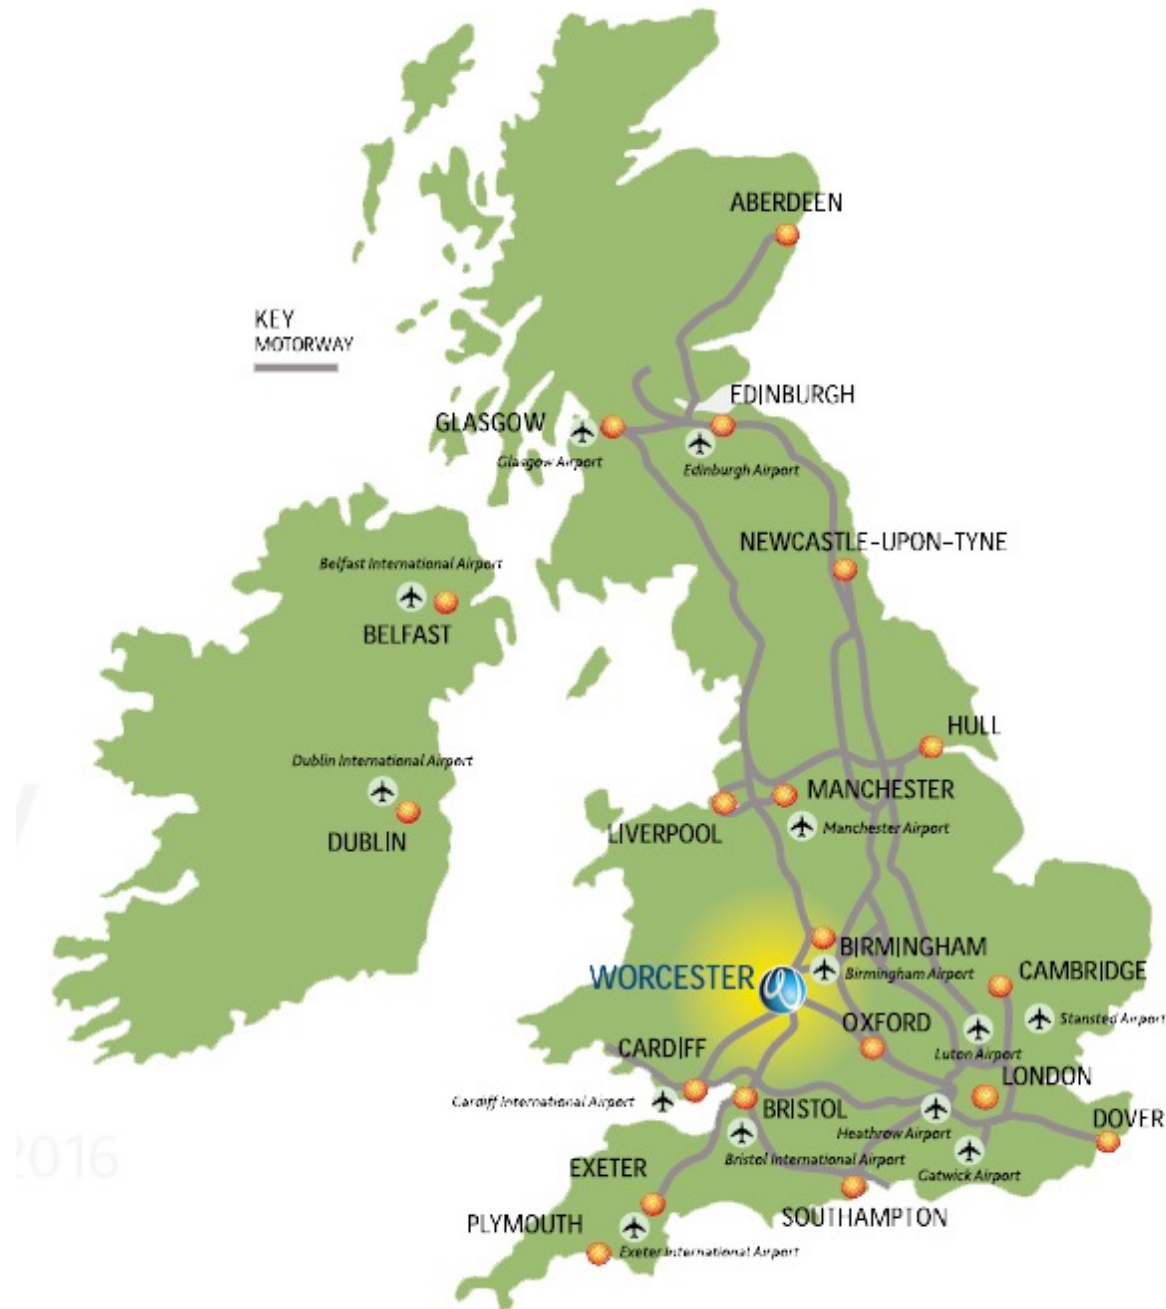 ABERDEEN
KEY
MOTORWAY
EDINBURGH
GLASGOW
Glasgow Airport
Edinburgh Airport
NEWCASTLE-UPON-TYNE
Belfast International Airport
BELFAST
HULL
Dublin International Airport
MANCHESTER
LIVERPOOL
Manchester Airport
DUBLIN
BIRMINGHAM
Birmingham Airport
WORCESTER
CAMBRIDGE
Stansted Airport
OXFORD
CARDIFF
Luton Airport
LONDON
Cardiff International Airport
BRISTOL
DOVER
Heathrow Airport
Bristol International Airport
EXETER
Gatwick Airport
2016
PLYMOUTH
SOUTHAMPTON
Exeter International Airport